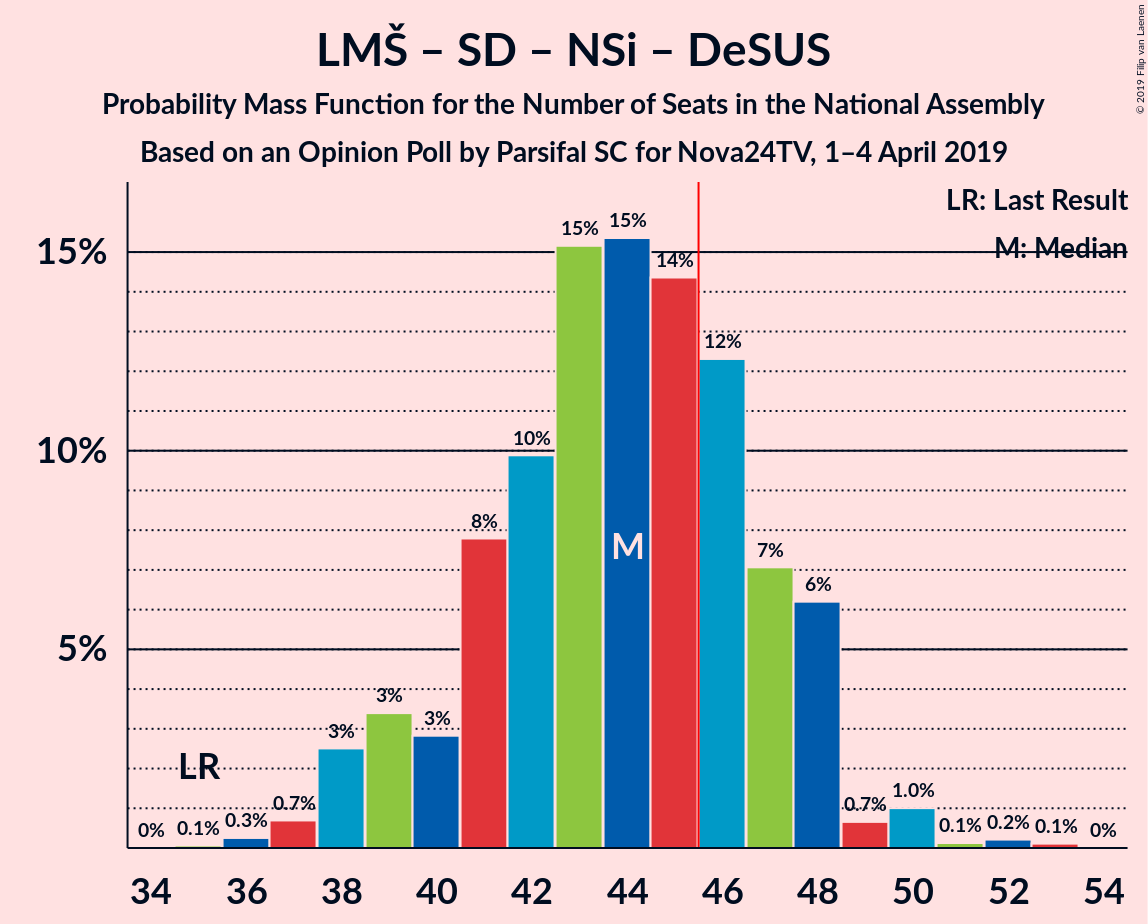 LMŠ – SD – NSi – DeSUS
Probability Mass Function for the Number of Seats in the National Assembly
Based on an Opinion Poll by Parsifal SC for Nova24TV, 1–4 April 2019
© 2019 Filip van Laenen
LR: Last Result
M: Median
15%
10%
5%
0%
0.1%
0.3%
0.7%
3%
3%
3%
8%
10%
15%
15%
14%
12%
7%
6%
0.7%
1.0%
0.1%
0.2%
0.1%
0%
LR
M
34 36 38 40 42 44 46 48 50 52 54